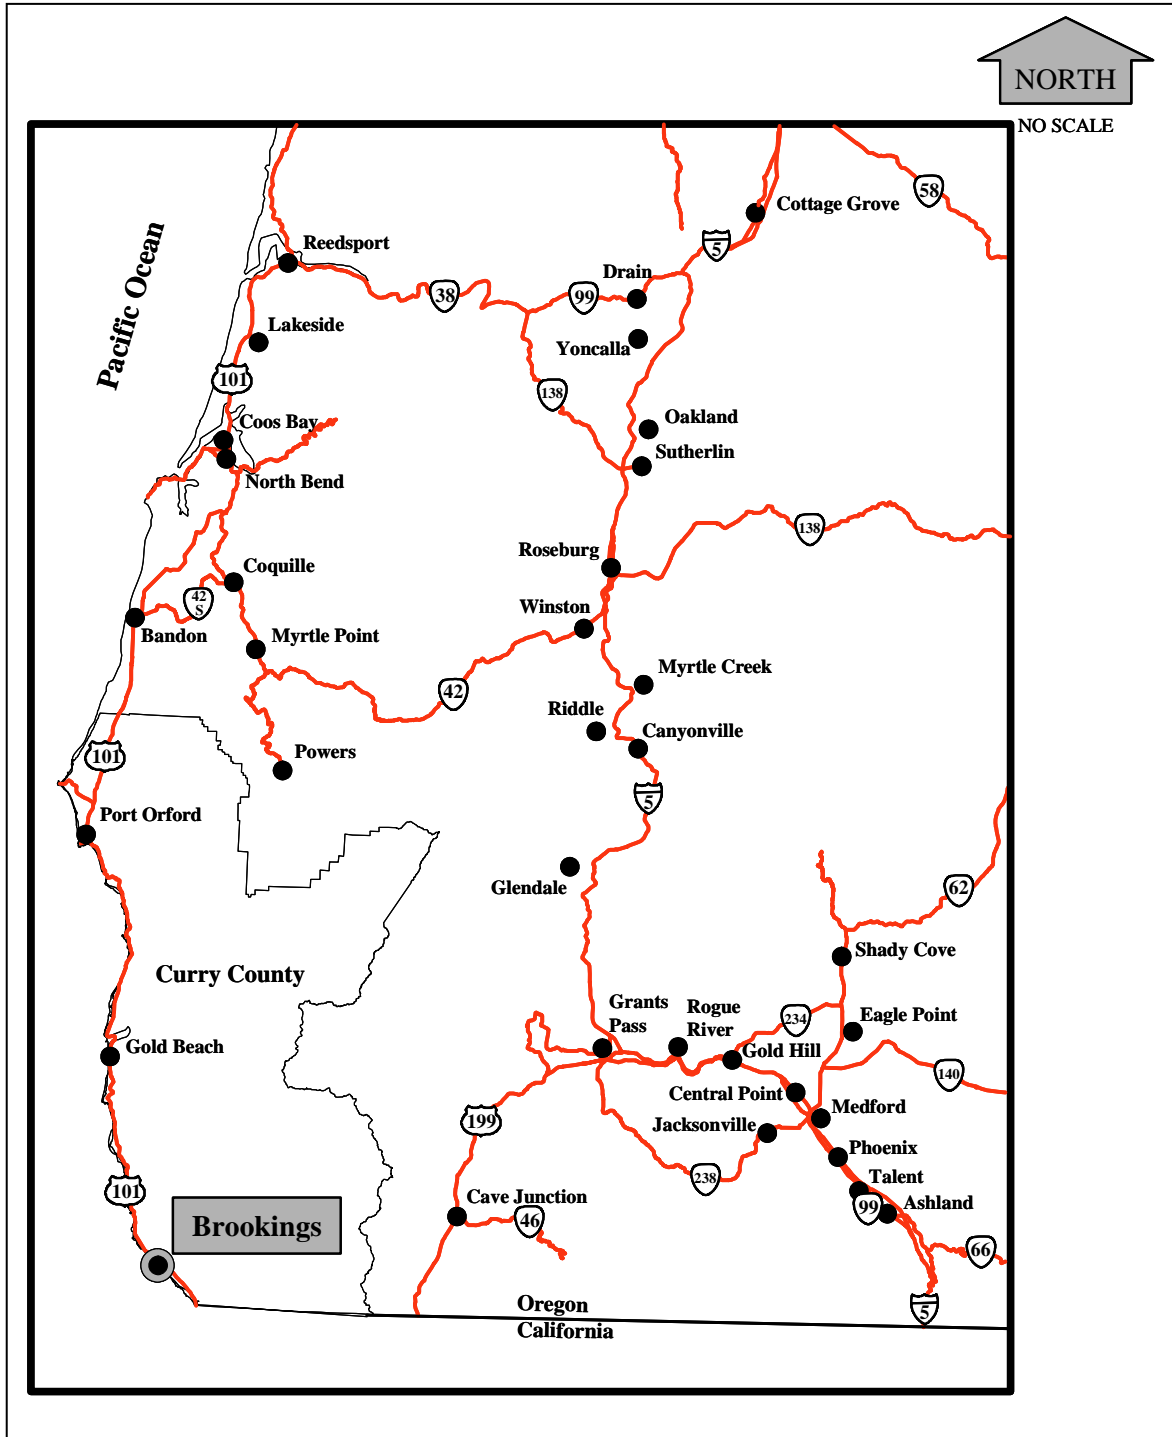 NORTH
NO SCALE
58
Cottage Grove
5
Reedsport
Drain
38
99
Pacific Ocean
Lakeside
Yoncalla
101
138
Coos Bay
Oakland
Sutherlin
North Bend
138
Roseburg
Coquille
42
S
Winston
Bandon
Myrtle Point
Myrtle Creek
42
Riddle
Canyonville
101
Powers
5
Port Orford
Glendale
62
Shady Cove
Curry County
Grants
Pass
Rogue
River
234
Eagle Point
Gold Beach
Gold Hill
140
Central Point
199
Medford
Jacksonville
Phoenix
238
Talent
101
Cave Junction
99
Ashland
Brookings
46
66
Oregon
5
California